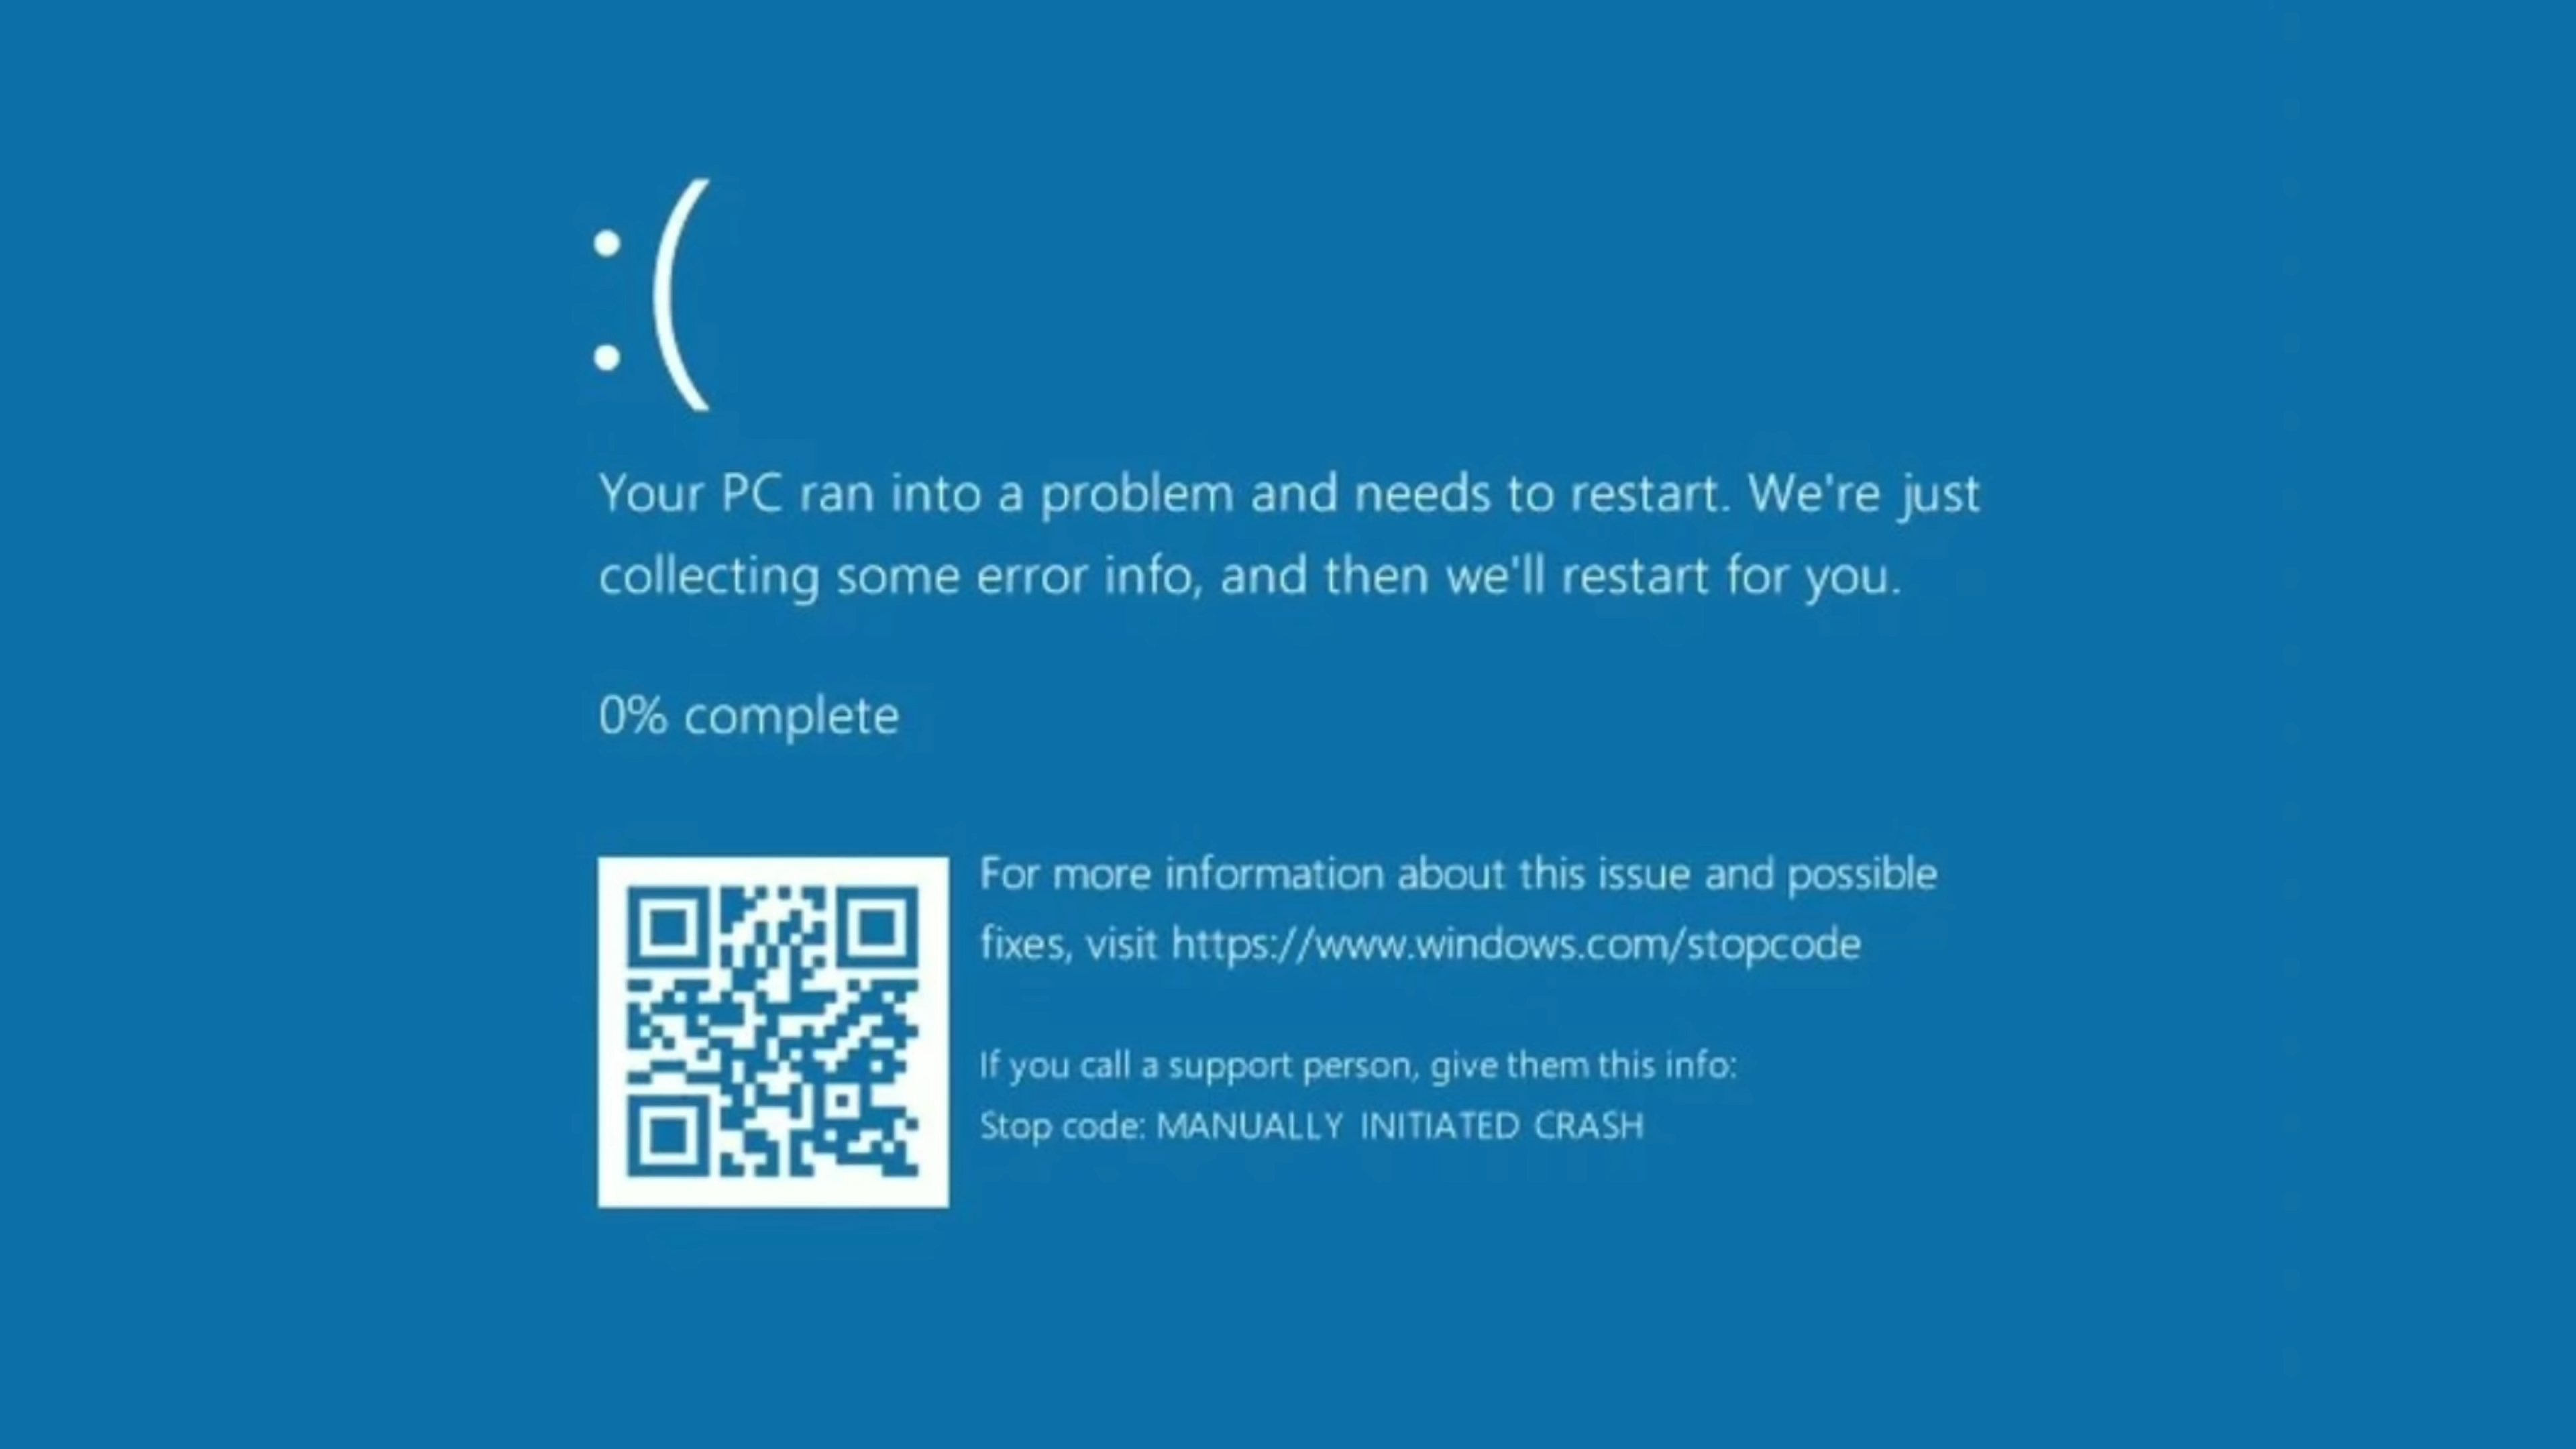 :(
Your PC ran into a problem and needs to restart. We're just
collecting some error info, and then we'll restart for you.
0% complete
For more information about this issue and possible
fixes, visit https://www.windows.com/stopcode
If you call a support person, give them this info:
Stop code: MANUALLY INITIATED CRASH